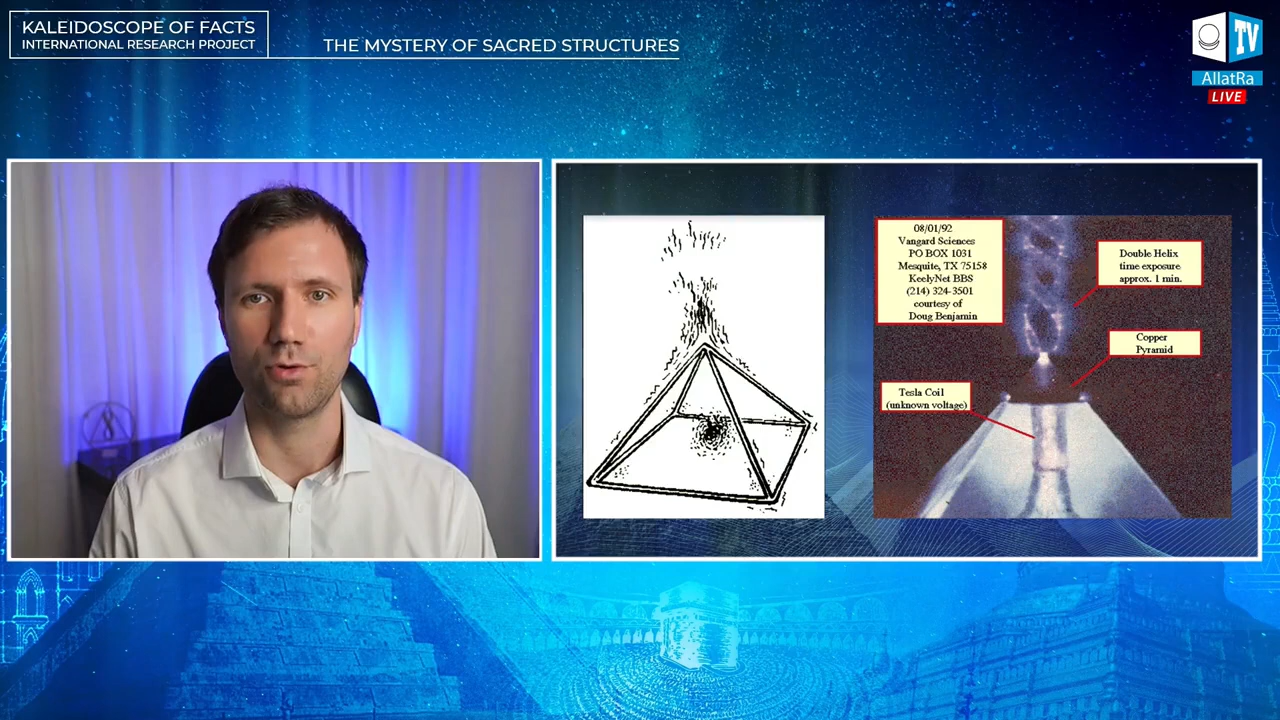 KALEIDOSCOPE OF FACTS
INTERNATIONAL RESEARCH PROJECT
THE MYSTERY OF SACRED STRUCTURES
TV
AllatRa
LIVE
08/01/92
Vangard Sciences
PO BOX 1031
Mesquite, TX 75158
KeelyNet BBS
(214) 324-3501
courtesy of
Doug Benjamin
Double Helix
time exposure
approx. 1 min.
Copper
Pyramid
Tesla Coil
(unknown voltage)